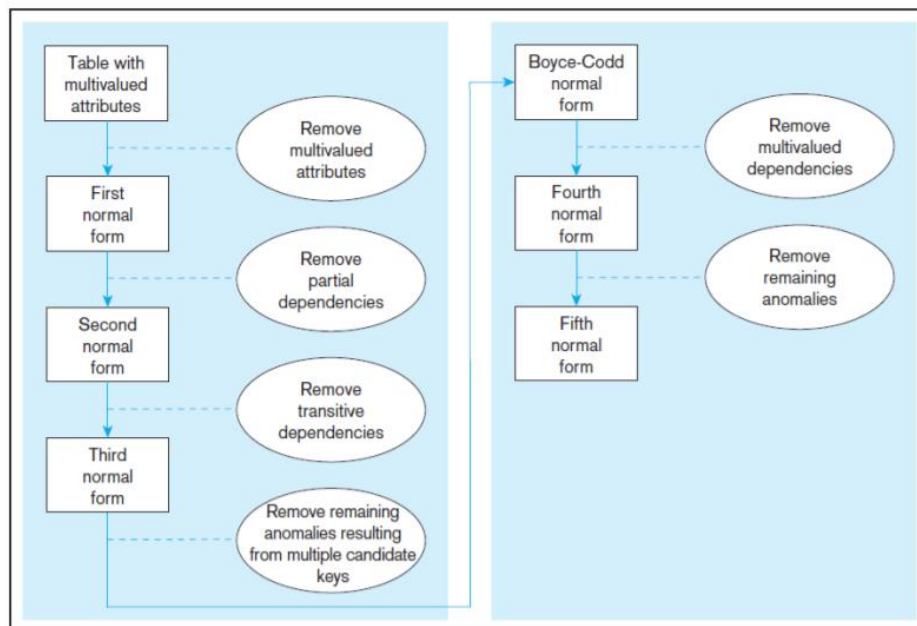 Table with
multivalued
attributes
Remove
multivalued
attributes
First
normal
form
Remove
partial
dependencies
Second
normal
form
Remove
transitive
dependencies
Third
normal
form
Remove remaining
anomalies resulting
from multiple candidate
keys
Boyce-Codd
normal
form
Remove
multivalued
dependencies
Fourth
normal
form
Remove
remaining
anomalies
Fifth
normal
form